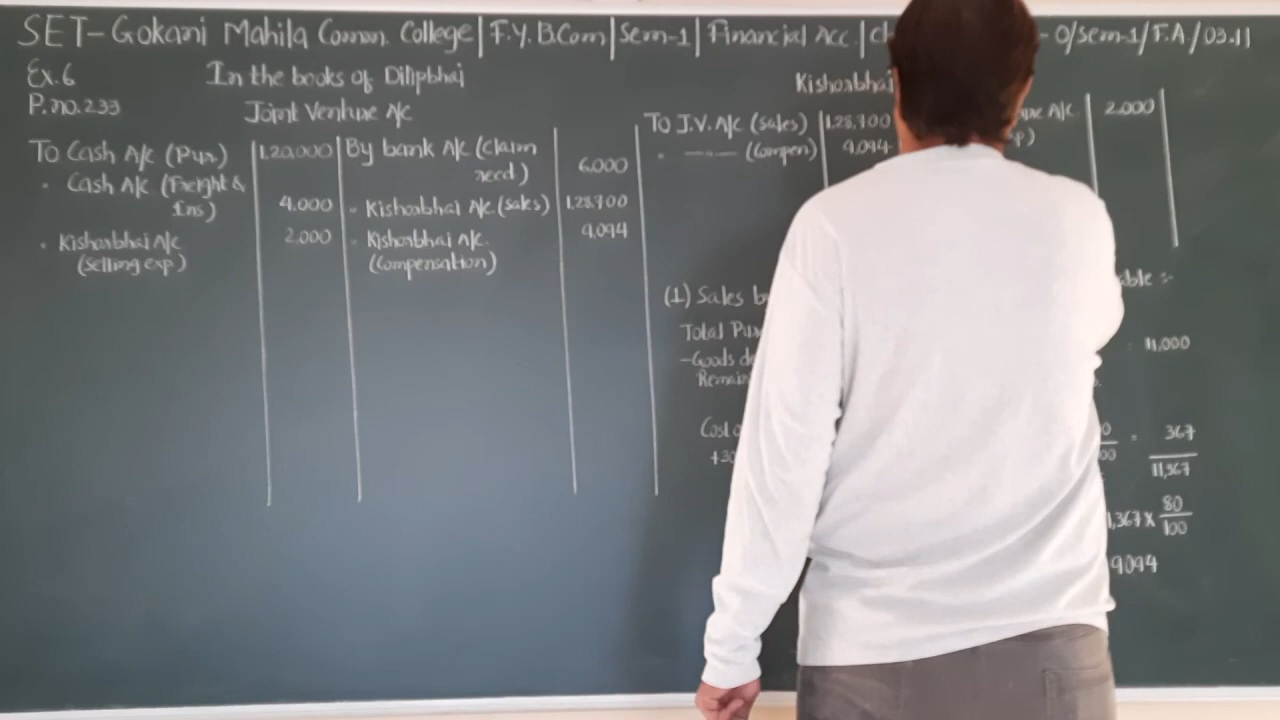 SET-Gokani Mahila Comm. College | F.Y. B.Com | Sem-1 | Financial Acc | - 0/sem-1/F.A/03.11
Ex.6
P.no.233
In the books of Dilipbhai
Joint Venture A/c
To Cash A/c (Pur.) 1,20,000
" Cash A/c (Freight & Ins) 4,000
" Kishorbhai A/c 2,000
(Selling exp)
By bank A/c (claim recd) 6,000
" Kishorbhai A/c. (sales) 1,28,700
" Kishorbhai A/c. 9,094
(Compensation)
Kishorbhai
To J.V. A/c (sales) 1,28,700
" —"— (Compen) 9,094
A/c. 2,000
(1) Sales
Total
-Goods
11,000
Cost
367
11,367
1,367 x 80/100
9094